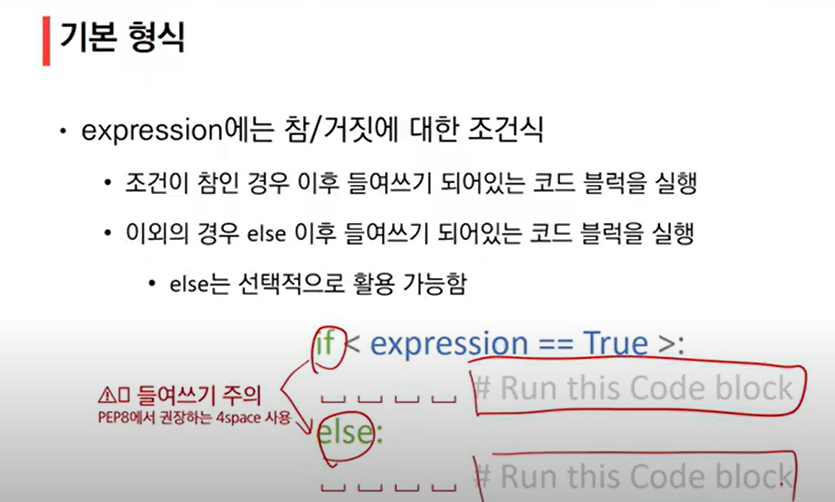 기본 형식
• expression에는 참/거짓에 대한 조건식
• 조건이 참인 경우 이후 들여쓰기 되어있는 코드 블럭을 실행
• 이외의 경우 else 이후 들여쓰기 되어있는 코드 블럭을 실행
• else는 선택적으로 활용 가능함
if < expression == True >:
⚠️ 들여쓰기 주의
PEP8에서 권장하는 4space 사용
␣ ␣ ␣ ␣ # Run this Code block
else:
␣ ␣ ␣ ␣ # Run this Code block